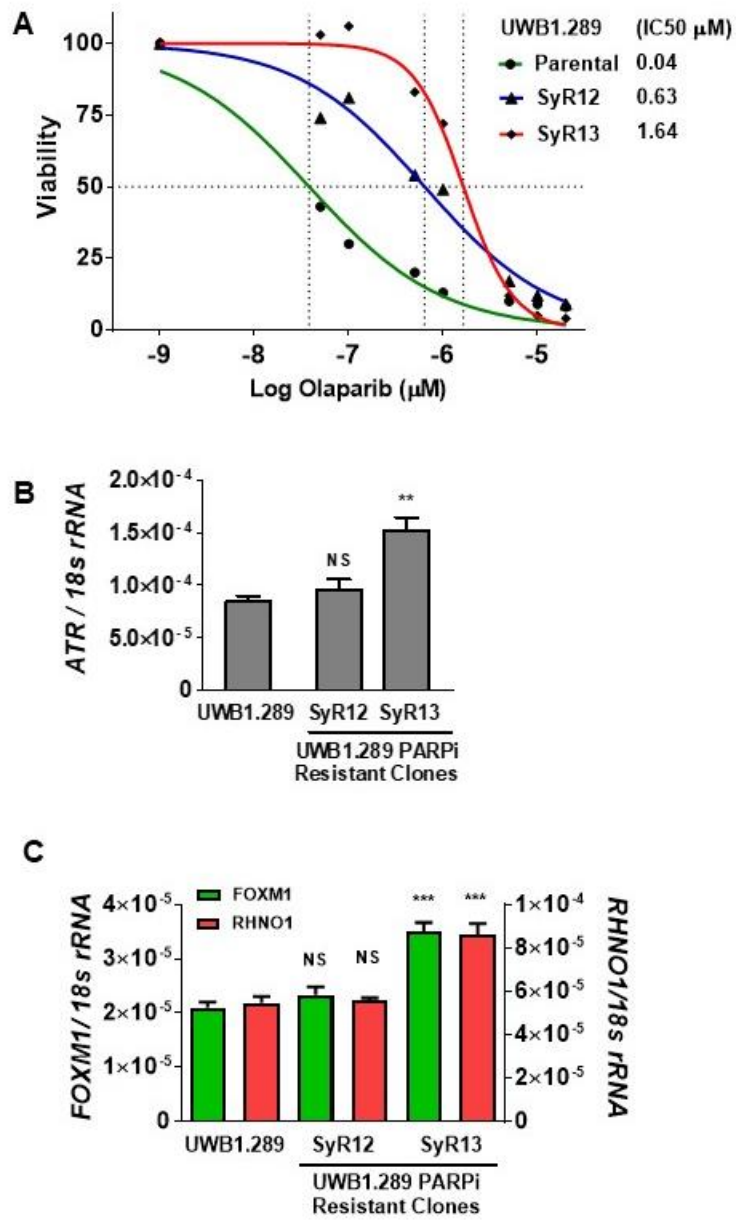 A
UWB1.289 (IC50 μM)
Parental 0.04
SyR12 0.63
SyR13 1.64
Viability
100
75
50
25
0
-9 -8 -7 -6 -5
Log Olaparib (μM)
B
ATR / 18s rRNA
2.0×10⁻⁴
1.5×10⁻⁴
1.0×10⁻⁴
5.0×10⁻⁵
0
NS
**
UWB1.289 SyR12 SyR13
UWB1.289 PARPi
Resistant Clones
C
FOXM1
RHNO1
FOXM1/ 18s rRNA
4×10⁻⁵
3×10⁻⁵
2×10⁻⁵
1×10⁻⁵
0
NS NS
*** ***
1×10⁻⁴
8×10⁻⁵
6×10⁻⁵
4×10⁻⁵
2×10⁻⁵
0
RHNO1/18s rRNA
UWB1.289 SyR12 SyR13
UWB1.289 PARPi
Resistant Clones